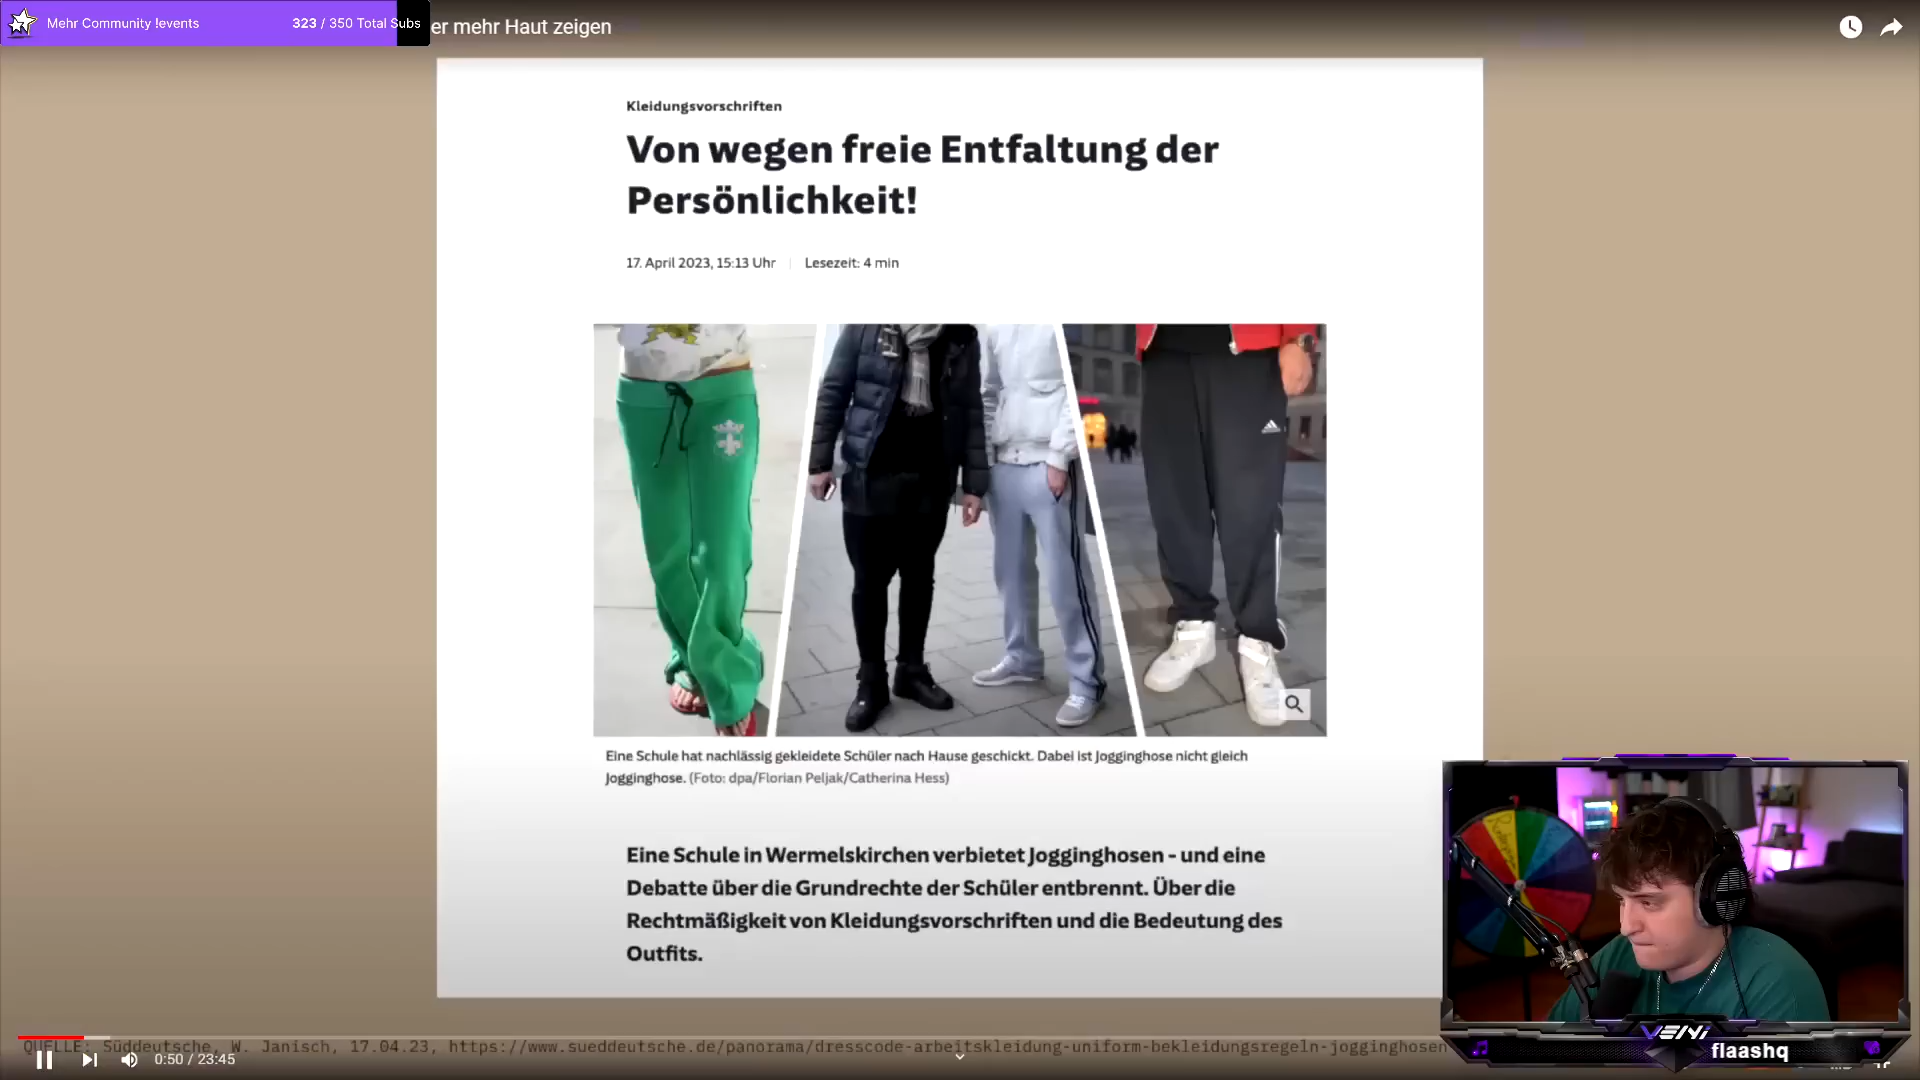 Mehr Community !events
323 / 350 Total Subs
er mehr Haut zeigen
Kleidungsvorschriften
Von wegen freie Entfaltung der
Persönlichkeit!
17. April 2023, 15:13 Uhr | Lesezeit: 4 min
Eine Schule hat nachlässig gekleidete Schüler nach Hause geschickt. Dabei ist Jogginghose nicht gleich
Jogginghose. (Foto: dpa/Florian Peljak/Catherina Hess)
Eine Schule in Wermelskirchen verbietet Jogginghosen - und eine
Debatte über die Grundrechte der Schüler entbrennt. Über die
Rechtmäßigkeit von Kleidungsvorschriften und die Bedeutung des
Outfits.
QUELLE: Süddeutsche, W. Janisch, 17.04.23, https://www.sueddeutsche.de/panorama/dresscode-arbeitskleidung-uniform-bekleidungsregeln-jogginghosen
0:50 / 23:45
flaashq